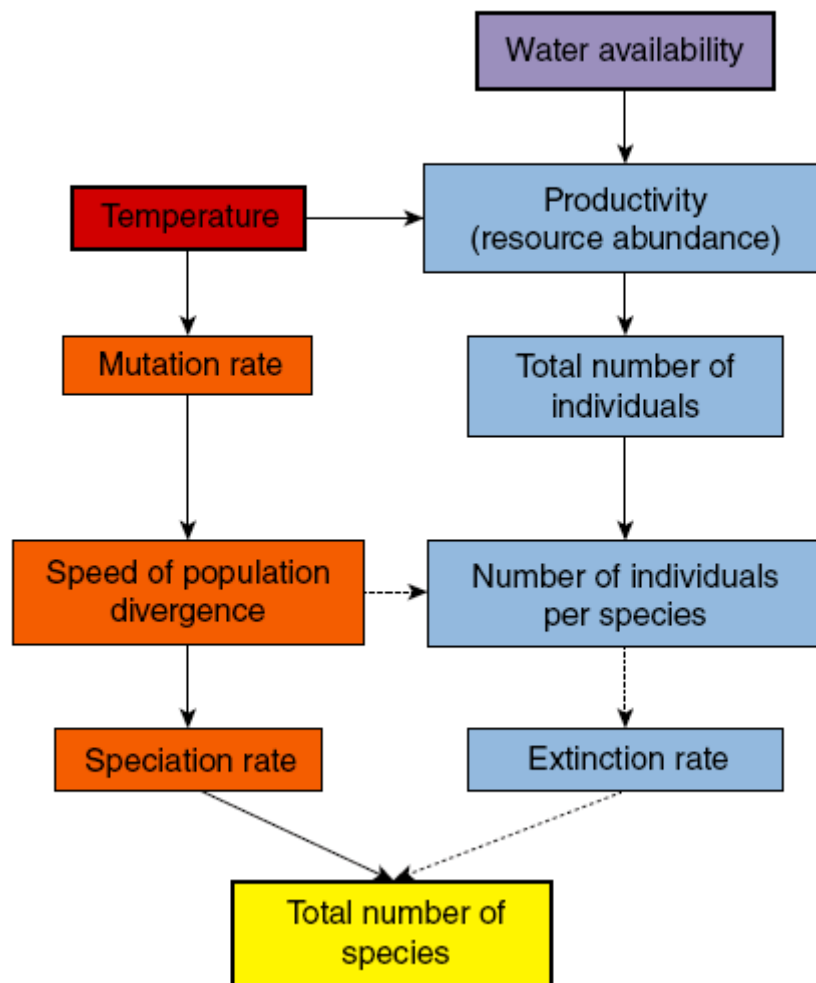 Water availability
Temperature
Productivity
(resource abundance)
Mutation rate
Total number of
individuals
Speed of population
divergence
Number of individuals
per species
Speciation rate
Extinction rate
Total number of
species